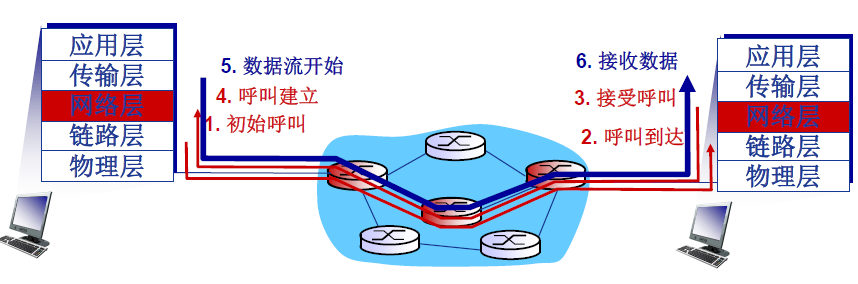 应用层
传输层
网络层
链路层
物理层
5. 数据流开始
4. 呼叫建立
1. 初始呼叫
6. 接收数据
3. 接受呼叫
2. 呼叫到达
应用层
传输层
网络层
链路层
物理层